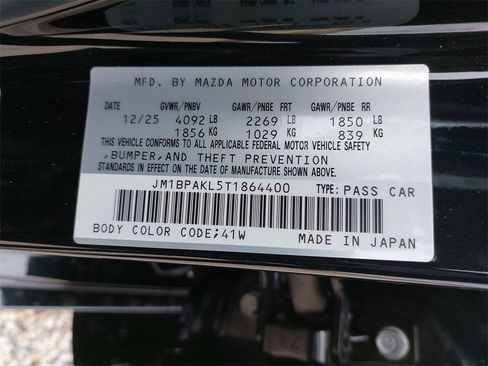 MFD. BY MAZDA MOTOR CORPORATION
DATE GVWR/PNBV GAWR/PNBE FRT GAWR/PNBE RR
12/25 4092 LB 2269 LB 1850 LB
1856 KG 1029 KG 839 KG
THIS VEHICLE CONFORMS TO ALL APPLICABLE FEDERAL MOTOR VEHICLE SAFETY
,BUMPER,AND THEFT PREVENTION
STANDARDS IN EFFECT ON THE DATE OF MANUFACTURE SHOWN ABOVE.
JM1BPAKL5T1864400 TYPE: PASS CAR
BODY COLOR CODE;41W MADE IN JAPAN